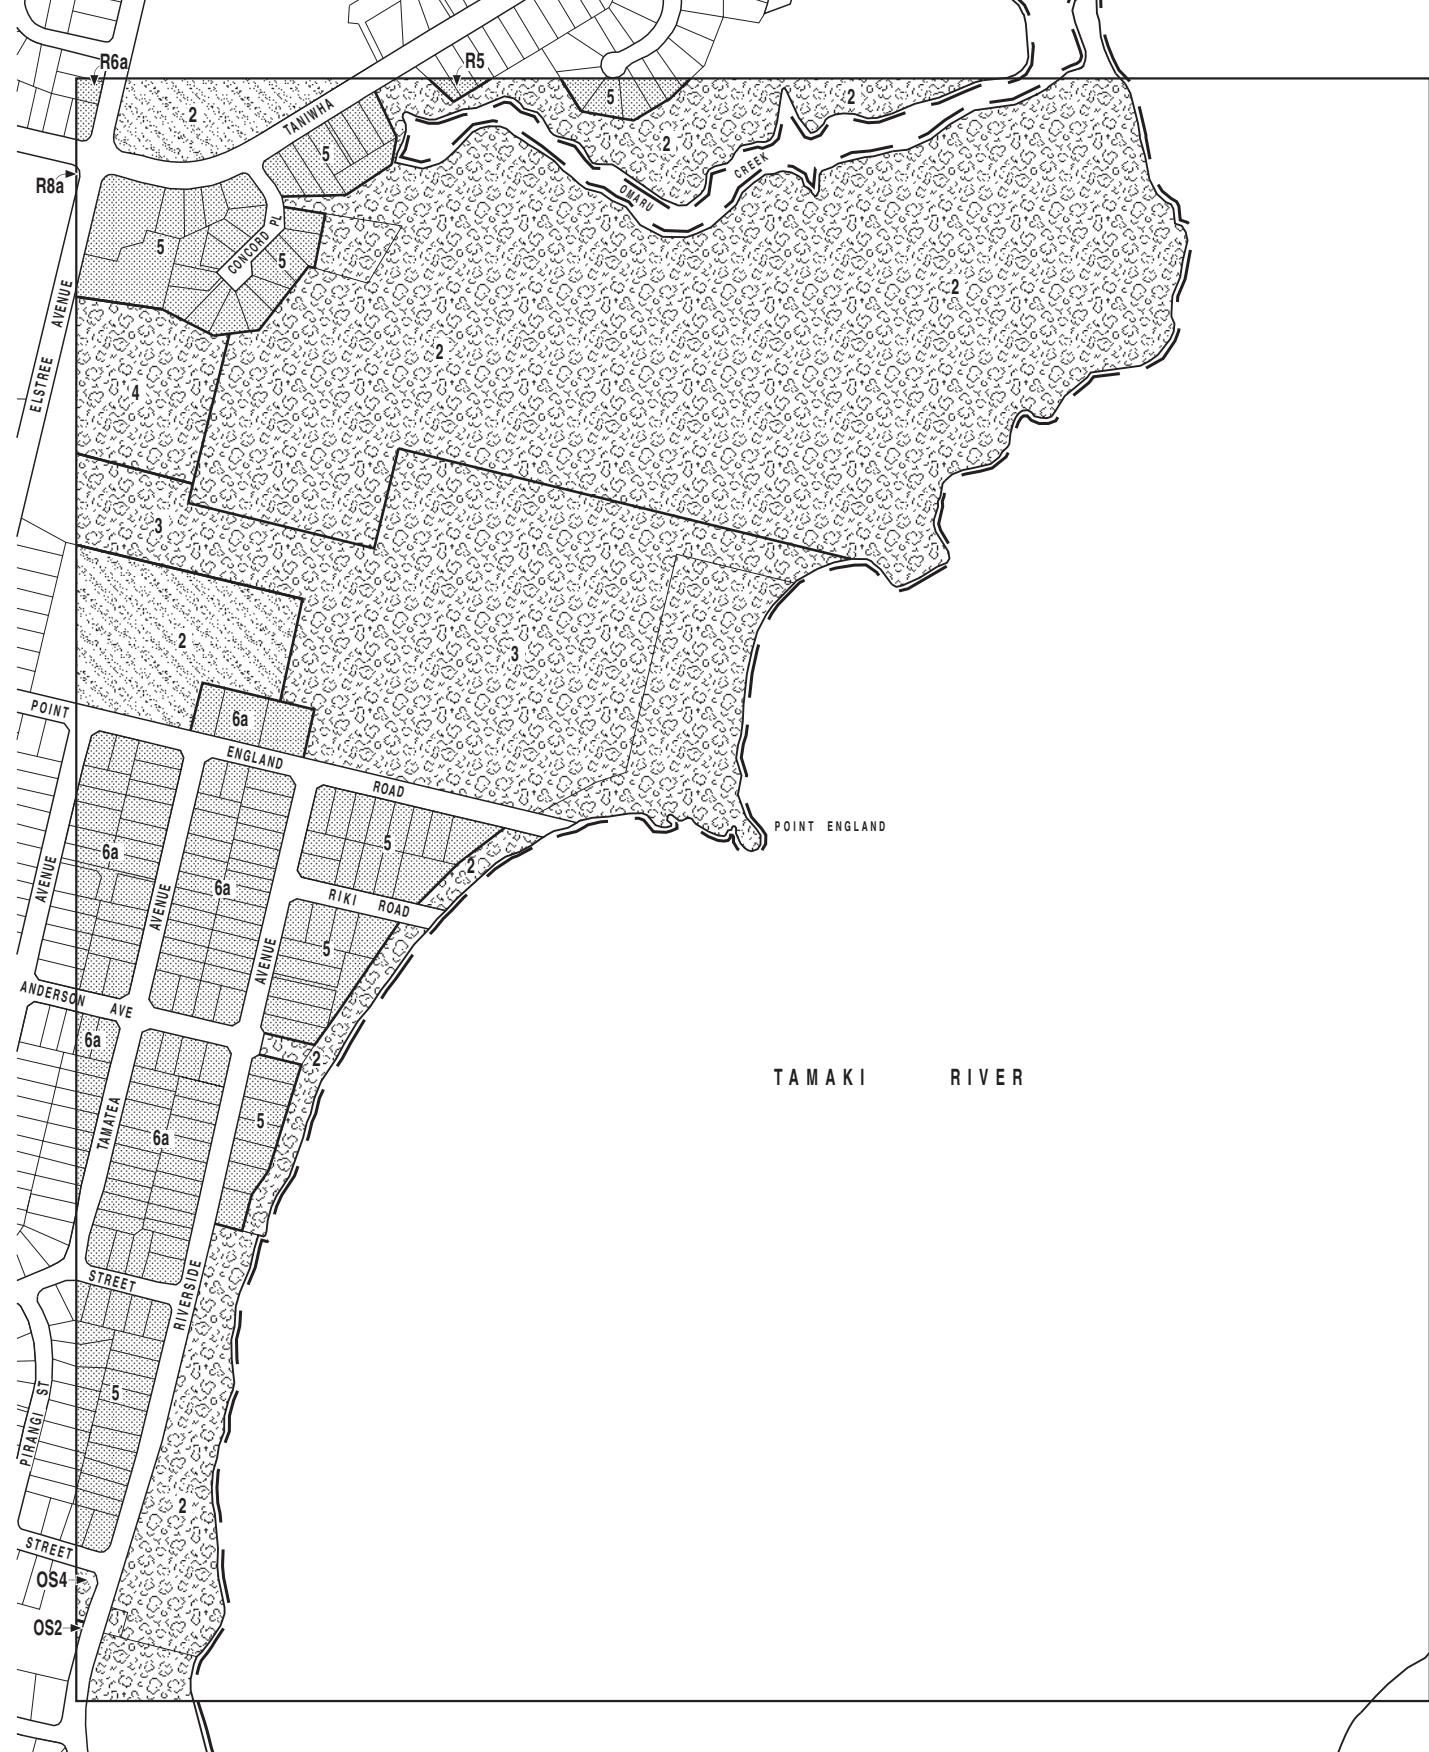 R6a
R5
2
TANIWHA
5
2
2
5
R8a
OMARU
CREEK
5
CONCORD PL
5
2
ELSTREE AVENUE
2
4
3
2
3
6a
POINT ENGLAND ROAD
POINT ENGLAND
5
2
6a
6a
AVENUE
AVENUE
RIKI ROAD
5
AVENUE
ANDERSON AVE
6a
2
TAMAKI RIVER
5
TAMATEA
6a
STREET
RIVERSIDE
5
PIRANGI ST
2
STREET
OS4
OS2